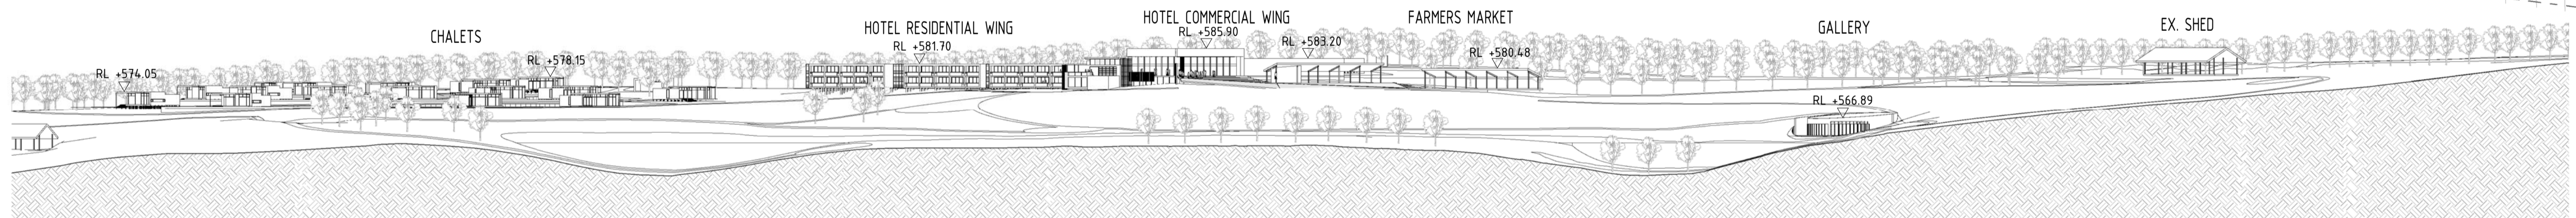 CHALETS
RL +574.05
RL +578.15
HOTEL RESIDENTIAL WING
RL +581.70
HOTEL COMMERCIAL WING
RL +585.90
RL +583.20
FARMERS MARKET
RL +580.48
GALLERY
RL +566.89
EX. SHED